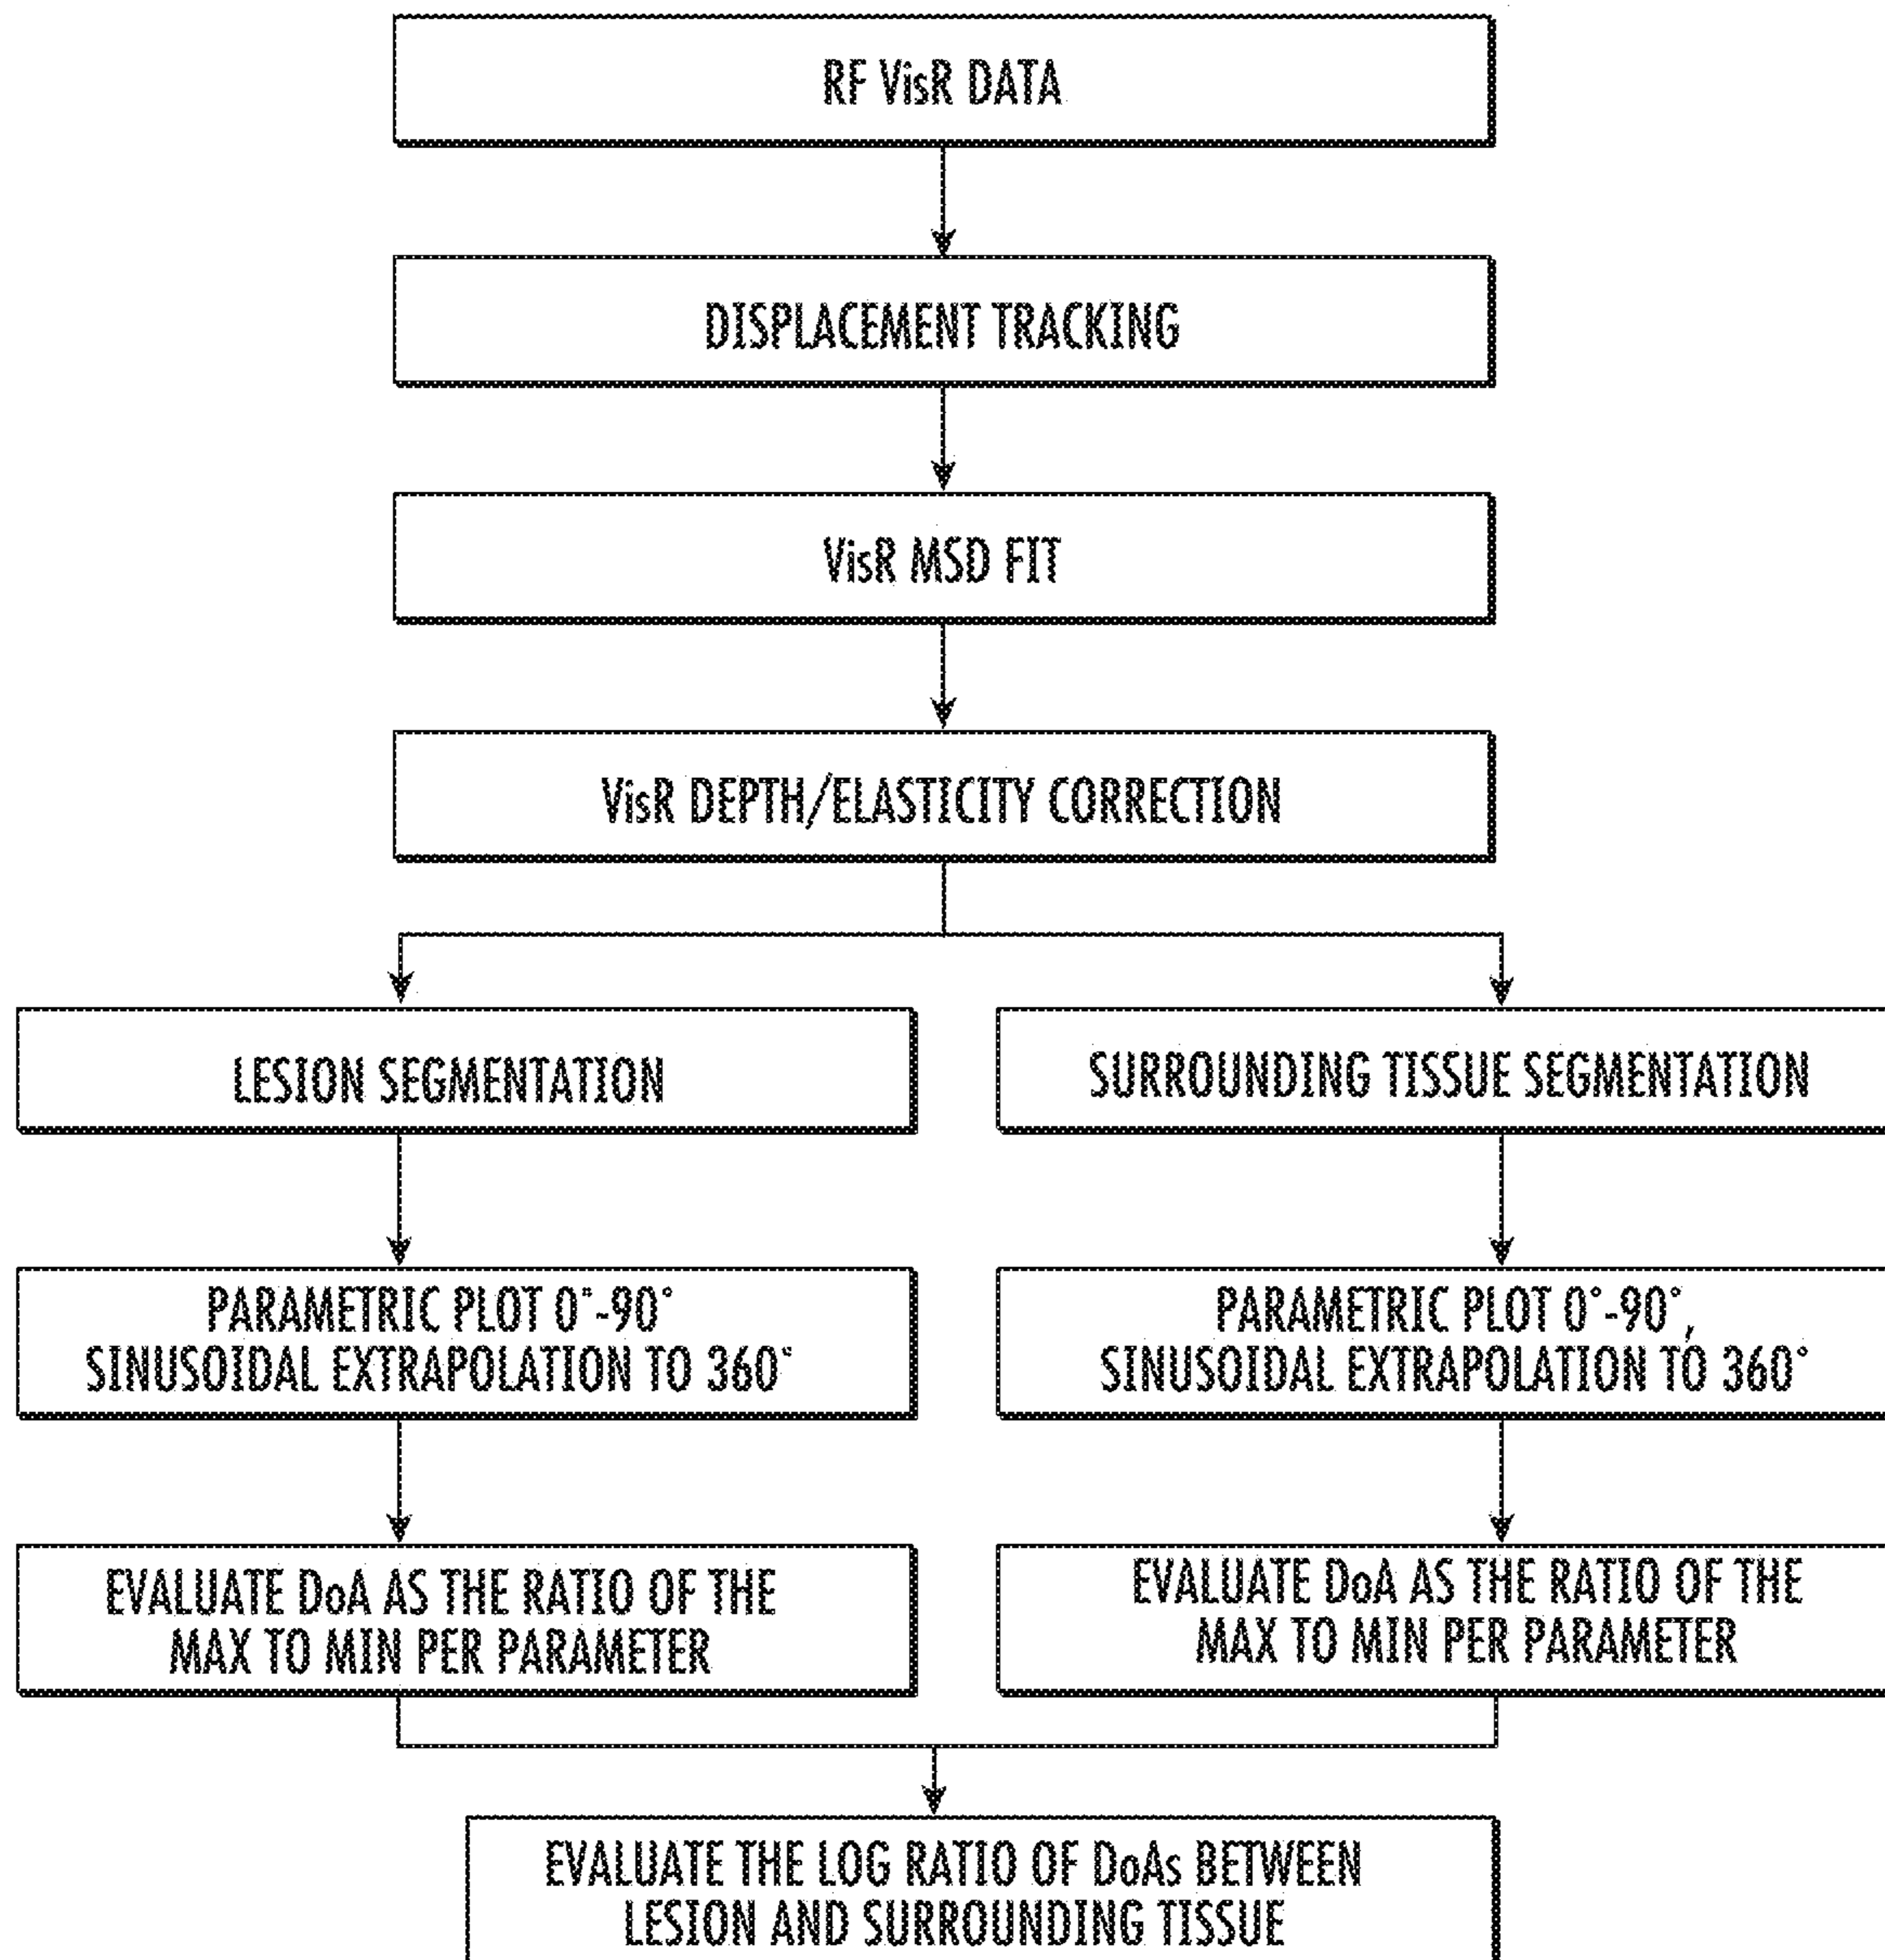 RF VisR DATA
DISPLACEMENT TRACKING
VisR MSD FIT
VisR DEPTH/ELASTICITY CORRECTION
LESION SEGMENTATION
SURROUNDING TISSUE SEGMENTATION
PARAMETRIC PLOT 0°-90°
SINUSOIDAL EXTRAPOLATION TO 360°
PARAMETRIC PLOT 0°-90°,
SINUSOIDAL EXTRAPOLATION TO 360°
EVALUATE DoA AS THE RATIO OF THE
MAX TO MIN PER PARAMETER
EVALUATE DoA AS THE RATIO OF THE
MAX TO MIN PER PARAMETER
EVALUATE THE LOG RATIO OF DoAs BETWEEN
LESION AND SURROUNDING TISSUE